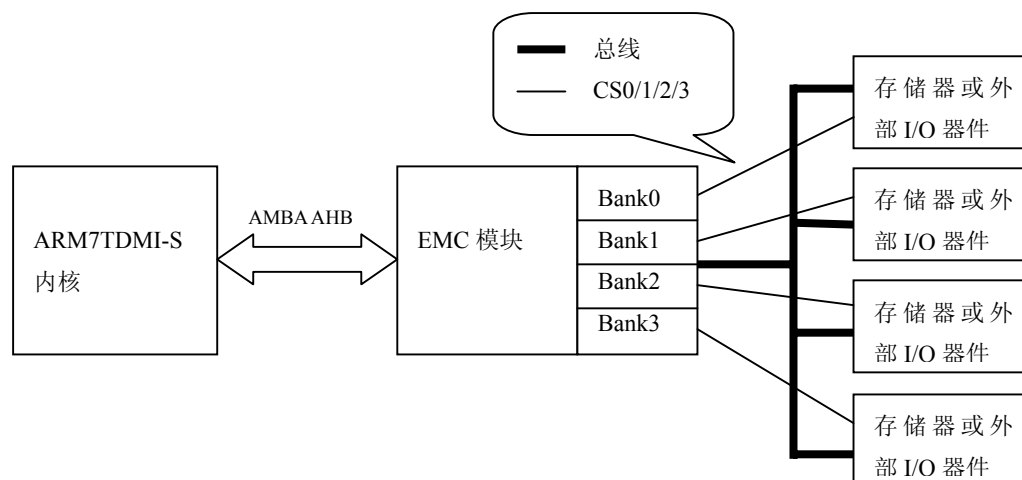 总线
CS0/1/2/3
存储器或外
部 I/O 器件
ARM7TDMI-S
内核
AMBA AHB
EMC 模块
Bank0
Bank1
Bank2
Bank3
存储器或外
部 I/O 器件
存储器或外
部 I/O 器件
存储器或外
部 I/O 器件